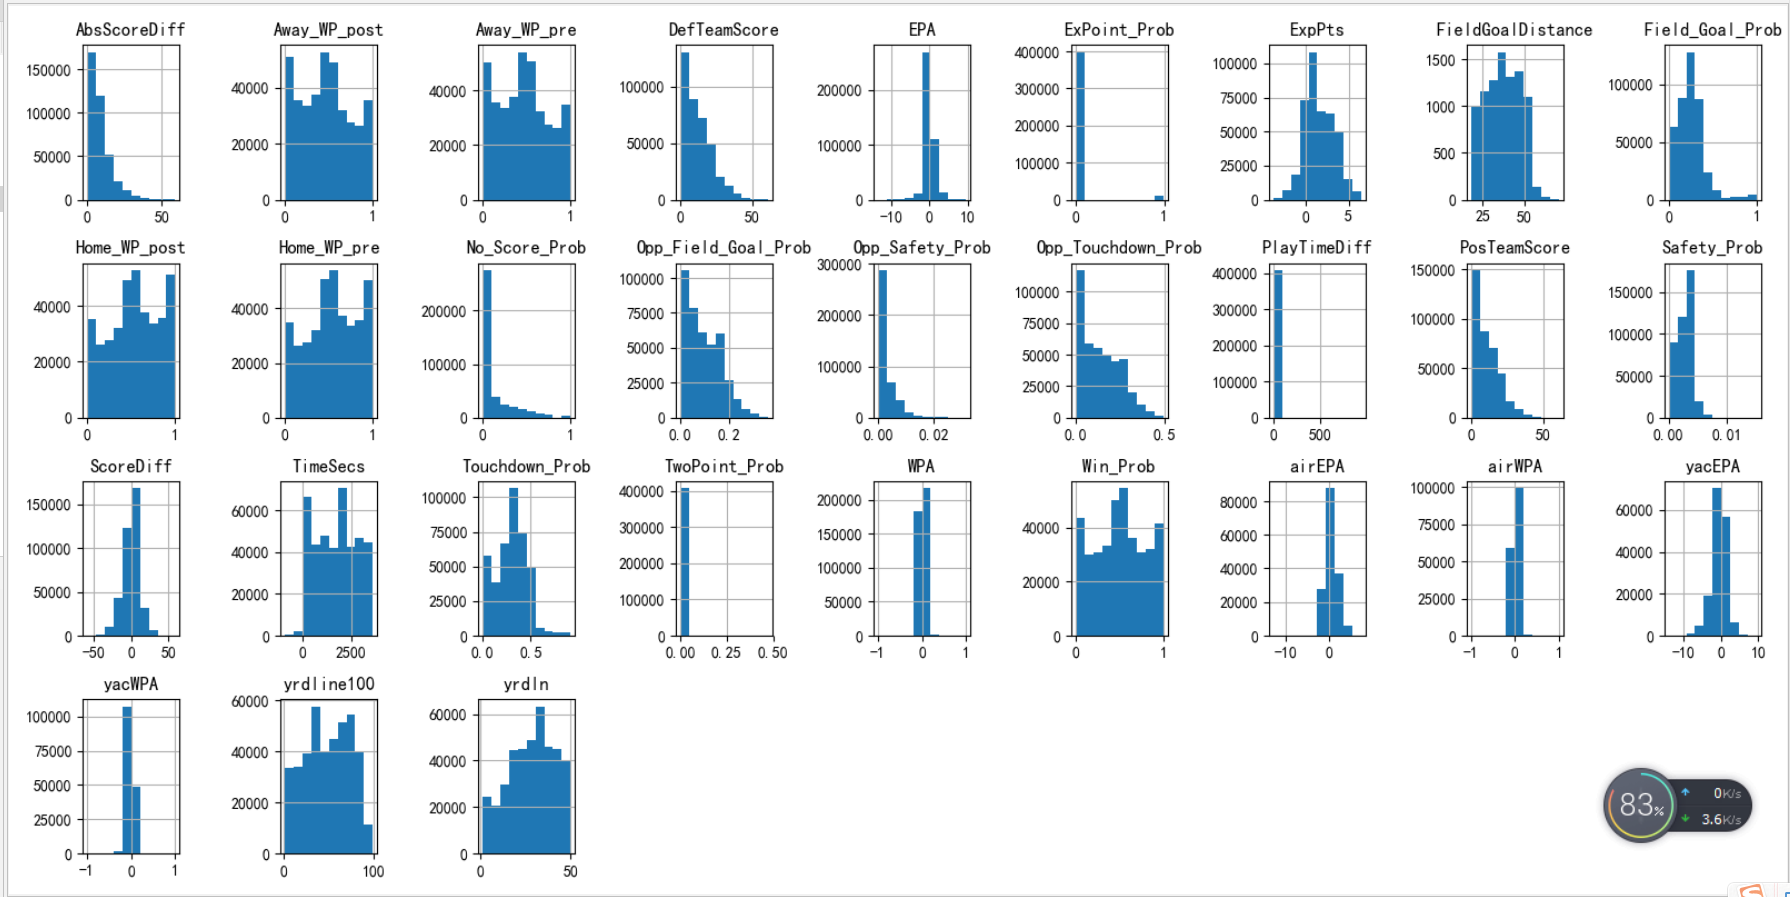 AbsScoreDiff Away_WP_post Away_WP_pre DefTeamScore EPA ExPoint_Prob ExpPts FieldGoalDistance Field_Goal_Prob
150000 100000 50000 0
0 50
40000 20000 0
0 1
40000 20000 0
0 1
100000 50000 0
0 50
200000 100000 0
-10 0 10
400000 300000 200000 100000 0
0 1
100000 75000 50000 25000 0
0 5
1500 1000 500 0
25 50
100000 50000 0
0 1
Home_WP_post Home_WP_pre No_Score_Prob Opp_Field_Goal_Prob Opp_Safety_Prob Opp_Touchdown_Prob PlayTimeDiff PosTeamScore Safety_Prob
40000 20000 0
0 1
40000 20000 0
0 1
200000 100000 0
0 1
100000 75000 50000 25000 0
0.0 0.2
300000 200000 100000 0
0.00 0.02
100000 75000 50000 25000 0
0.0 0.5
400000 300000 200000 100000 0
0 500
150000 100000 50000 0
0 50
150000 100000 50000 0
0.00 0.01
ScoreDiff TimeSecs Touchdown_Prob TwoPoint_Prob WPA Win_Prob airEPA airWPA yacEPA
150000 100000 50000 0
-50 0 50
60000 40000 20000 0
0 2500
100000 75000 50000 25000 0
0.0 0.5
400000 300000 200000 100000 0
0.00 0.25 0.50
200000 150000 100000 50000 0
-1 0 1
40000 20000 0
0 1
80000 60000 40000 20000 0
-10 0
100000 75000 50000 25000 0
-1 0 1
60000 40000 20000 0
-10 0 10
yacWPA yrdline100 yrdln
100000 75000 50000 25000 0
-1 0 1
60000 40000 20000 0
0 100
60000 40000 20000 0
0 50
83%
0K/s
3.6K/s